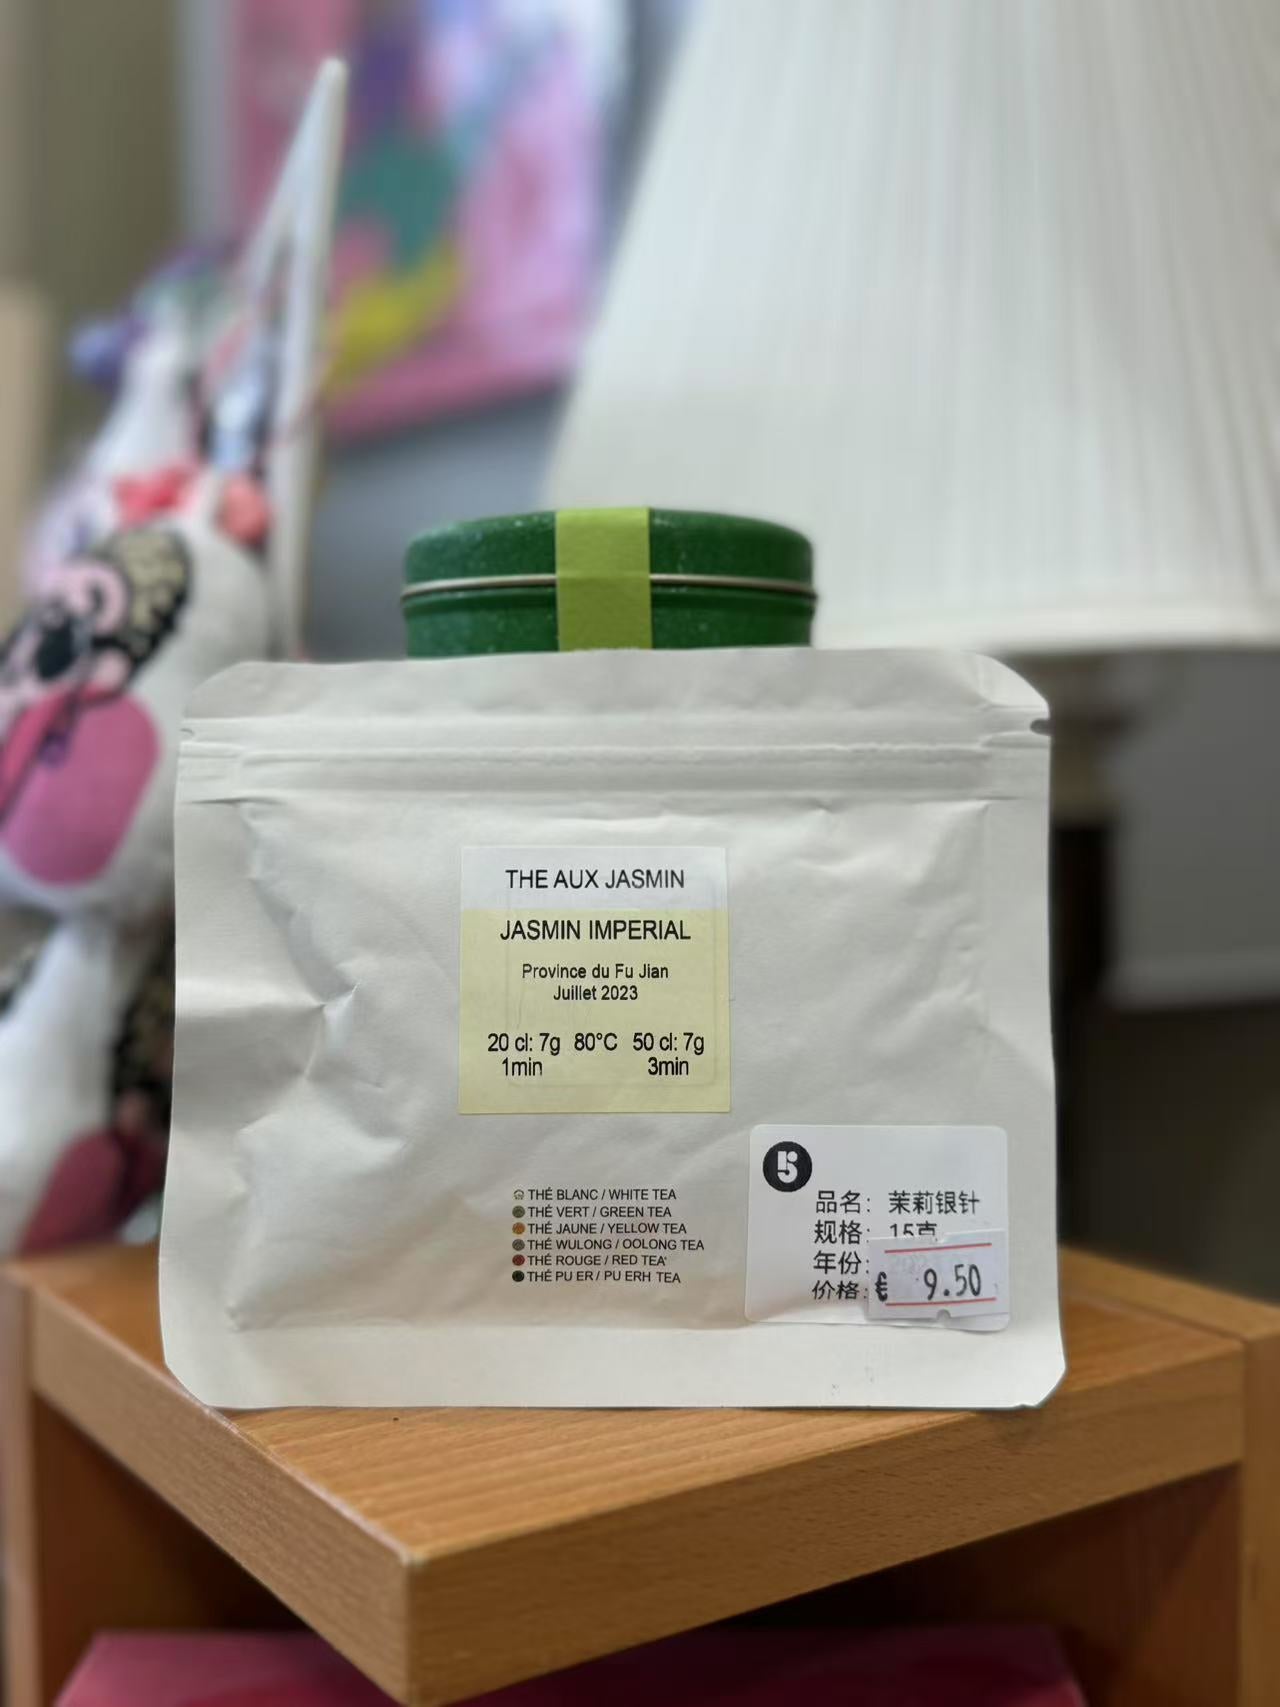 THE AUX JASMIN
JASMIN IMPERIAL
Province du Fu Jian
Juillet 2023
20 cl: 7g 80°C 50 cl: 7g
1min 3min
THÉ BLANC / WHITE TEA
THÉ VERT / GREEN TEA
THÉ JAUNE / YELLOW TEA
THÉ WULONG / OOLONG TEA
THÉ ROUGE / RED TEA
THÉ PU ER / PU ERH TEA
5
品名: 茉莉银针
规格: 15克
年份:
价格: € 9.50